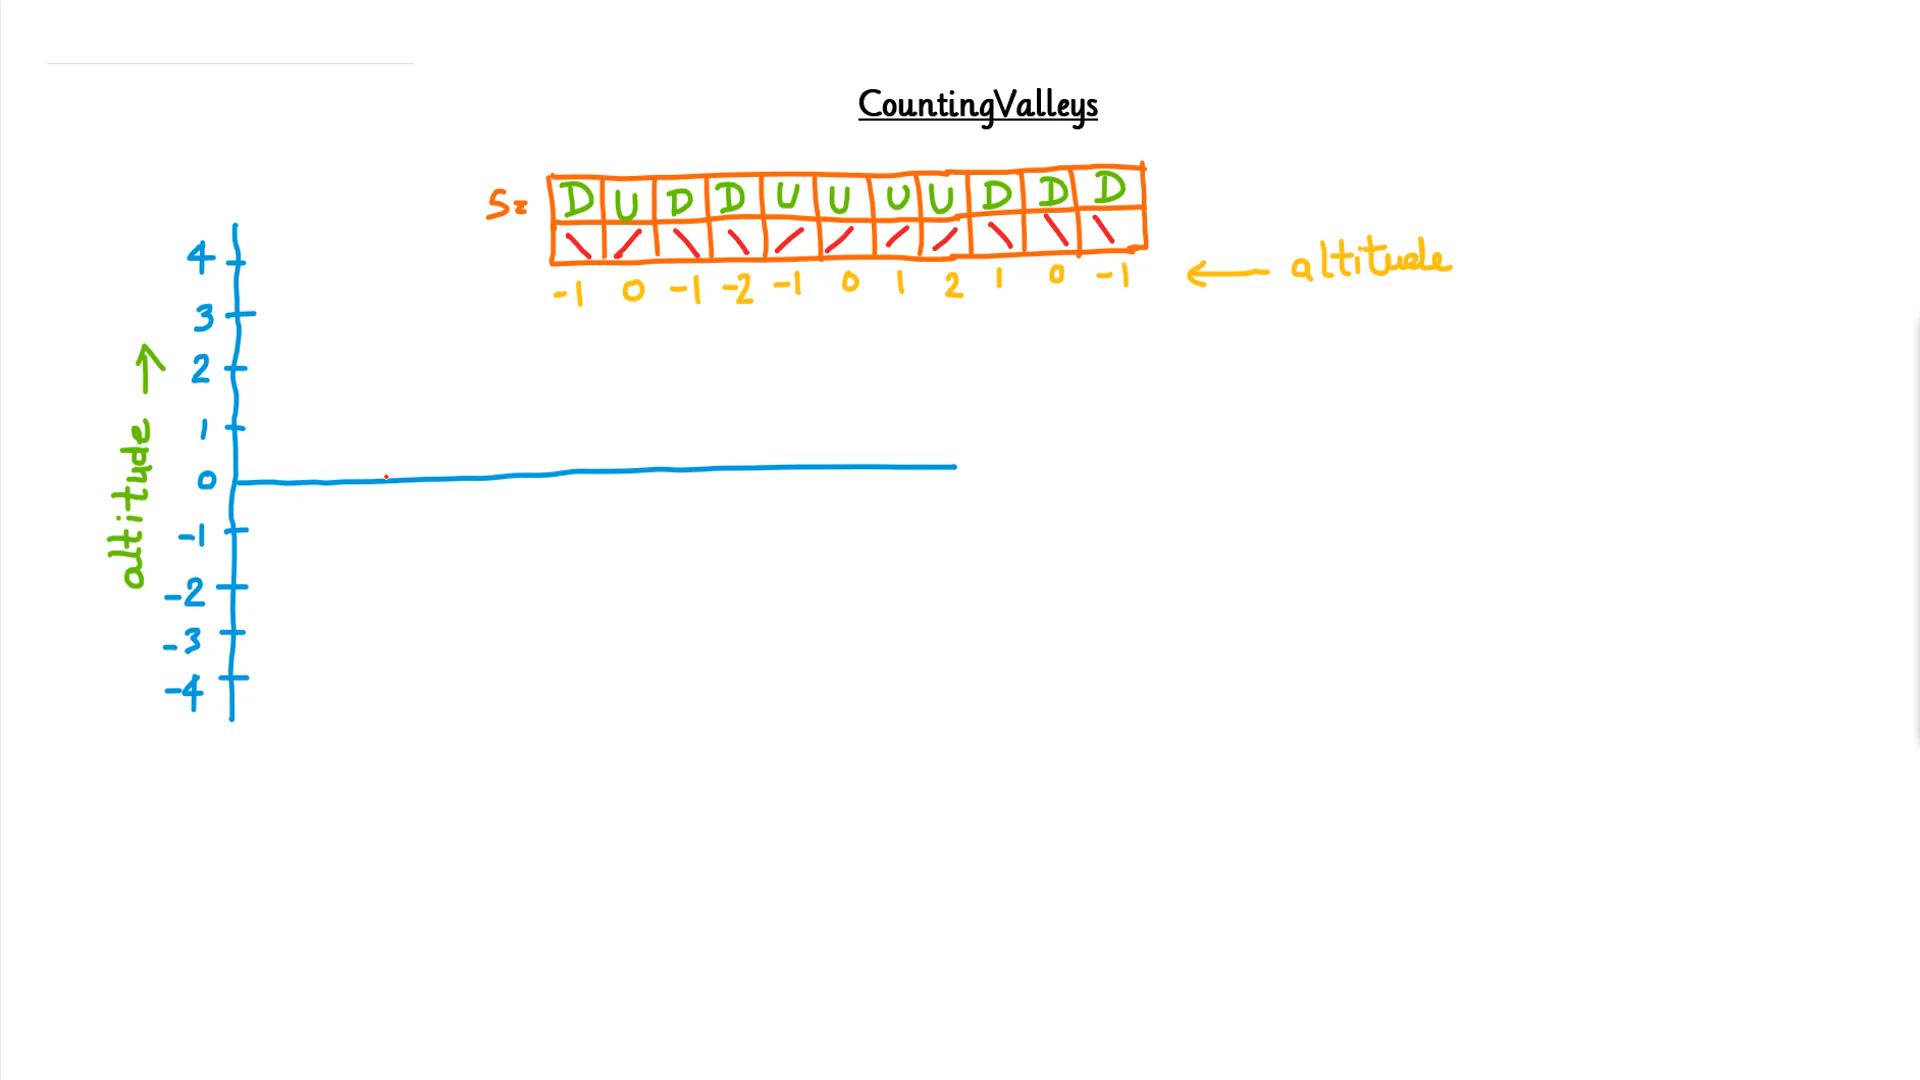 CountingValleys
S= D U D D U U U U D D D
-1 0 -1 -2 -1 0 1 2 1 0 -1 ← altitude
4
3
2
1
0
-1
-2
-3
-4
altitude →